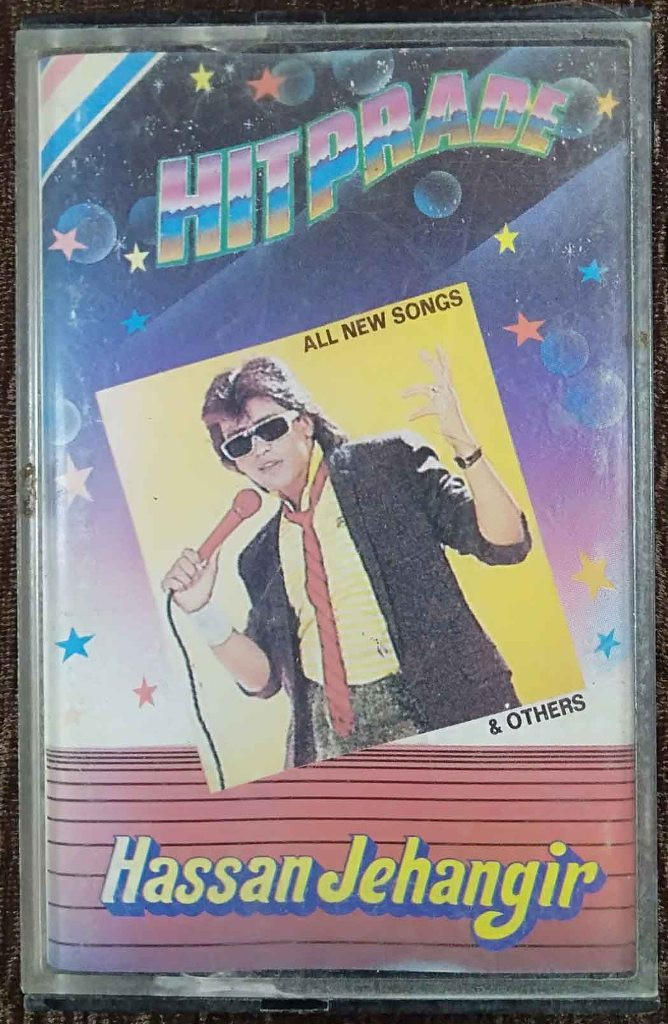 HITPRADE
ALL NEW SONGS
& OTHERS
Hassan Jehangir